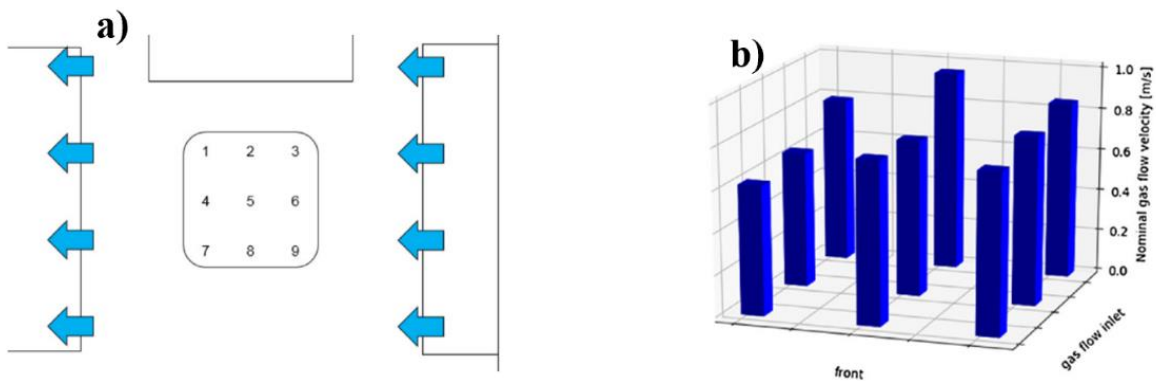 a)
1 2 3
4 5 6
7 8 9
b)
1.0
0.8
0.6
0.4
0.2
0.0
Nominal gas flow velocity [m/s]
gas flow inlet
front